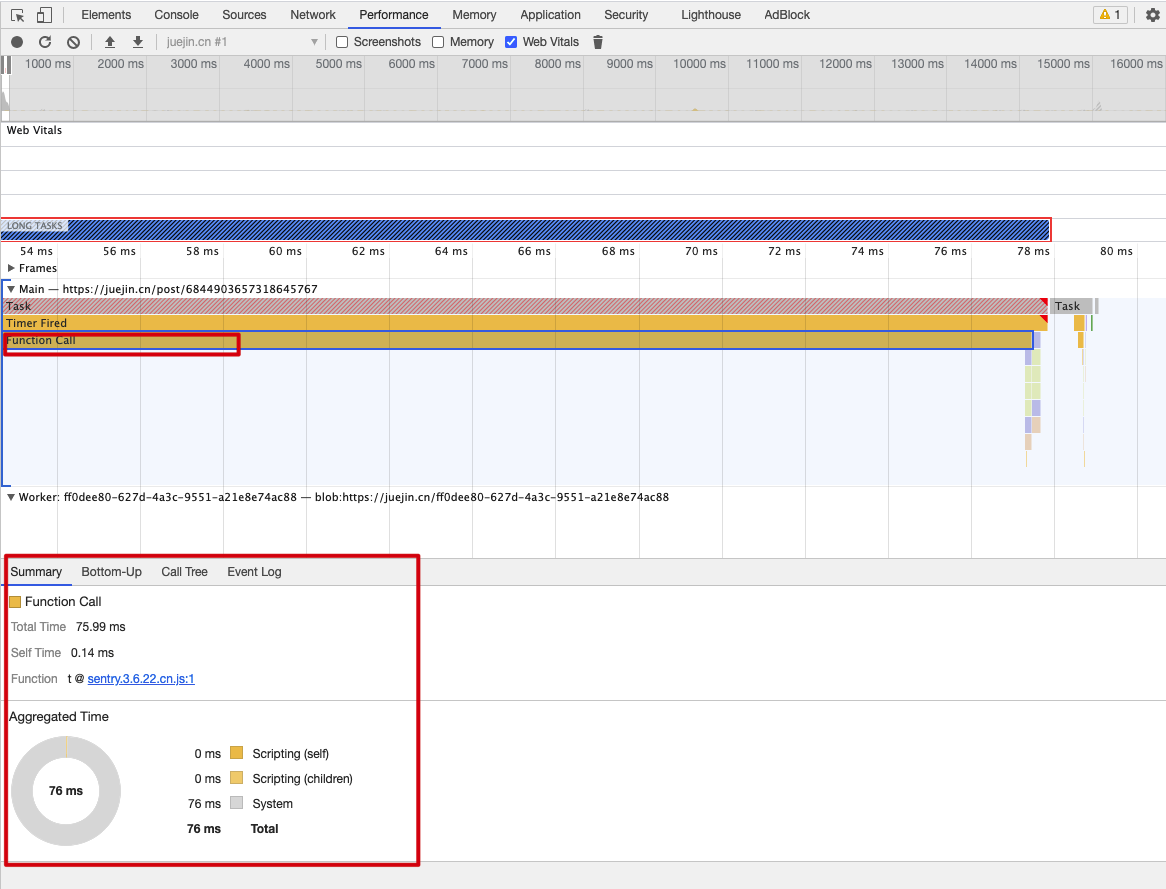 Elements Console Sources Network Performance Memory Application Security Lighthouse AdBlock 1
juejin.cn #1 Screenshots Memory Web Vitals
1000 ms 2000 ms 3000 ms 4000 ms 5000 ms 6000 ms 7000 ms 8000 ms 9000 ms 10000 ms 11000 ms 12000 ms 13000 ms 14000 ms 15000 ms 16000 ms
Web Vitals
LONG TASKS
54 ms 56 ms 58 ms 60 ms 62 ms 64 ms 66 ms 68 ms 70 ms 72 ms 74 ms 76 ms 78 ms 80 ms
Frames
Main — https://juejin.cn/post/6844903657318645767
Task Task
Timer Fired
Function Call
Worker: ff0dee80-627d-4a3c-9551-a21e8e74ac88 — blob:https://juejin.cn/ff0dee80-627d-4a3c-9551-a21e8e74ac88
Summary Bottom-Up Call Tree Event Log
Function Call
Total Time 75.99 ms
Self Time 0.14 ms
Function t @ sentry.3.6.22.cn.js:1
Aggregated Time
76 ms
0 ms Scripting (self)
0 ms Scripting (children)
76 ms System
76 ms Total